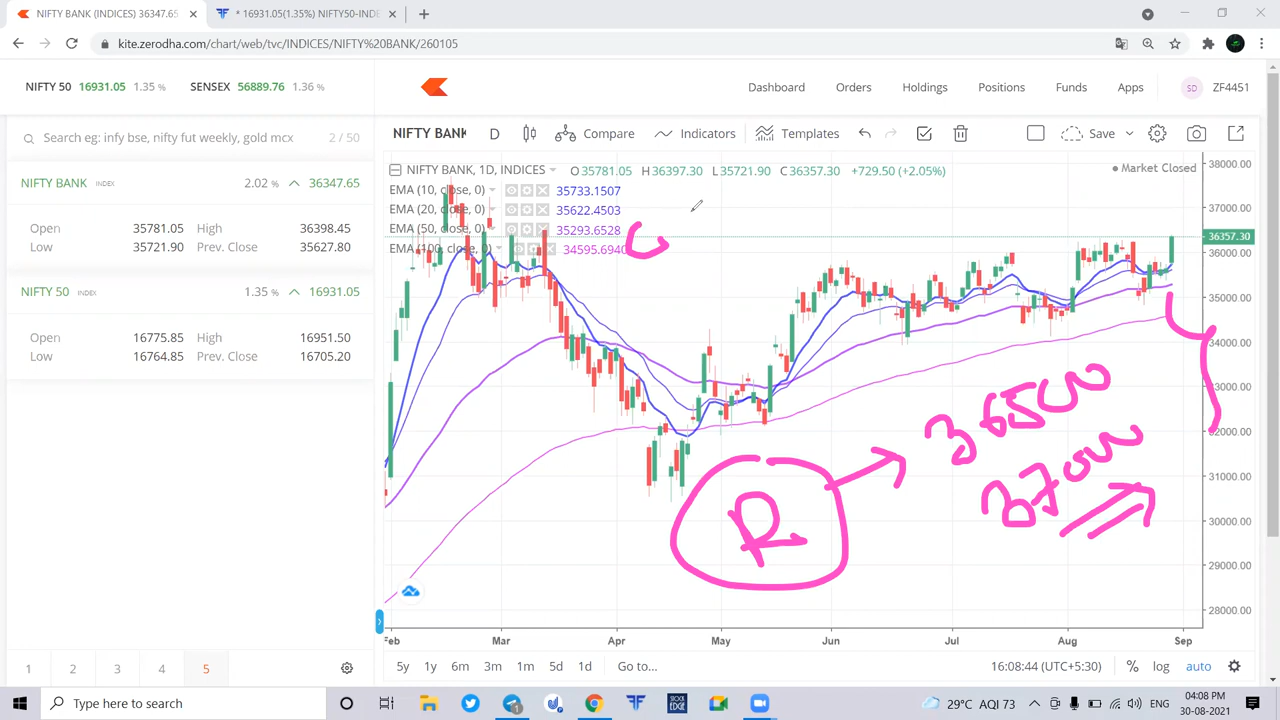 NIFTY BANK (INDICES) 36347.65
* 16931.05(1.35%) NIFTY50-INDE
kite.zerodha.com/chart/web/tvc/INDICES/NIFTY%20BANK/260105
NIFTY 50 16931.05 1.35 % SENSEX 56889.76 1.36 %
Dashboard Orders Holdings Positions Funds Apps SD ZF4451
Search eg: infy bse, nifty fut weekly, gold mcx 2 / 50
NIFTY BANK D Compare Indicators Templates Save
NIFTY BANK INDEX 2.02 % 36347.65
Open 35781.05 High 36398.45
Low 35721.90 Prev. Close 35627.80
NIFTY 50 INDEX 1.35 % 16931.05
Open 16775.85 High 16951.50
Low 16764.85 Prev. Close 16705.20
NIFTY BANK, 1D, INDICES O35781.05 H36397.30 L35721.90 C36357.30 +729.50 (+2.05%)
Market Closed
EMA (10, close, 0) 35733.1507
EMA (20, close, 0) 35622.4503
EMA (50, close, 0) 35293.6528
EMA (100, close, 0) 34595.6940
38000.00
37000.00
36357.30
36000.00
35000.00
34000.00
33000.00
32000.00
31000.00
30000.00
29000.00
28000.00
36500
37000
R
Feb Mar Apr May Jun Jul Aug Sep
1 2 3 4 5
5y 1y 6m 3m 1m 5d 1d Go to... 16:08:44 (UTC+5:30) % log auto
Type here to search
STOCK EDGE
29°C AQI 73 ENG
04:08 PM
30-08-2021